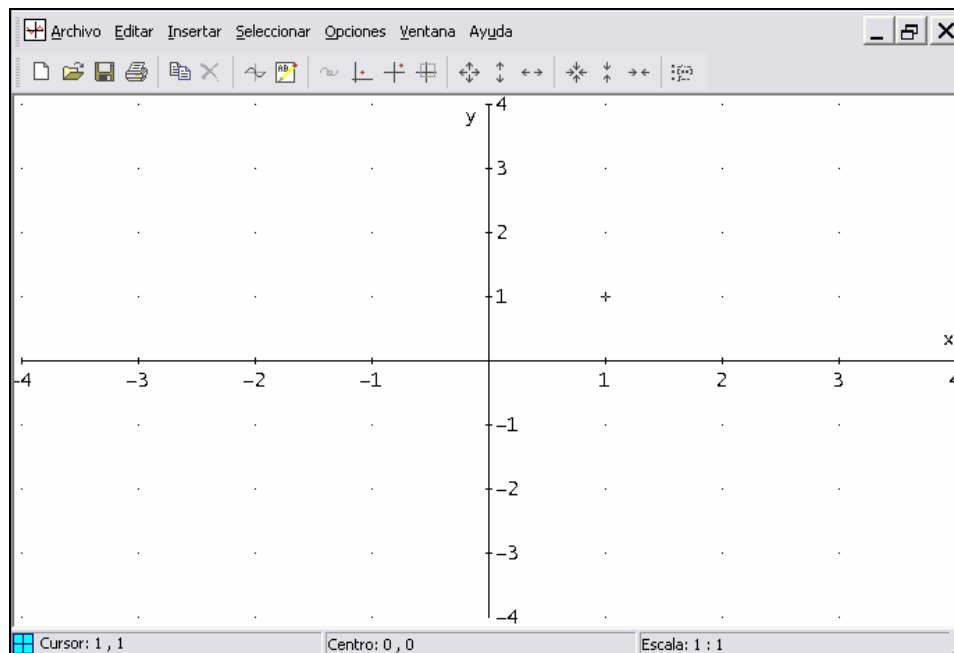 Archivo Editar Insertar Seleccionar Opciones Ventana Ayuda
y
4
3
2
1
x
-4 -3 -2 -1 1 2 3 4
-1
-2
-3
-4
Cursor: 1 , 1 Centro: 0 , 0 Escala: 1 : 1